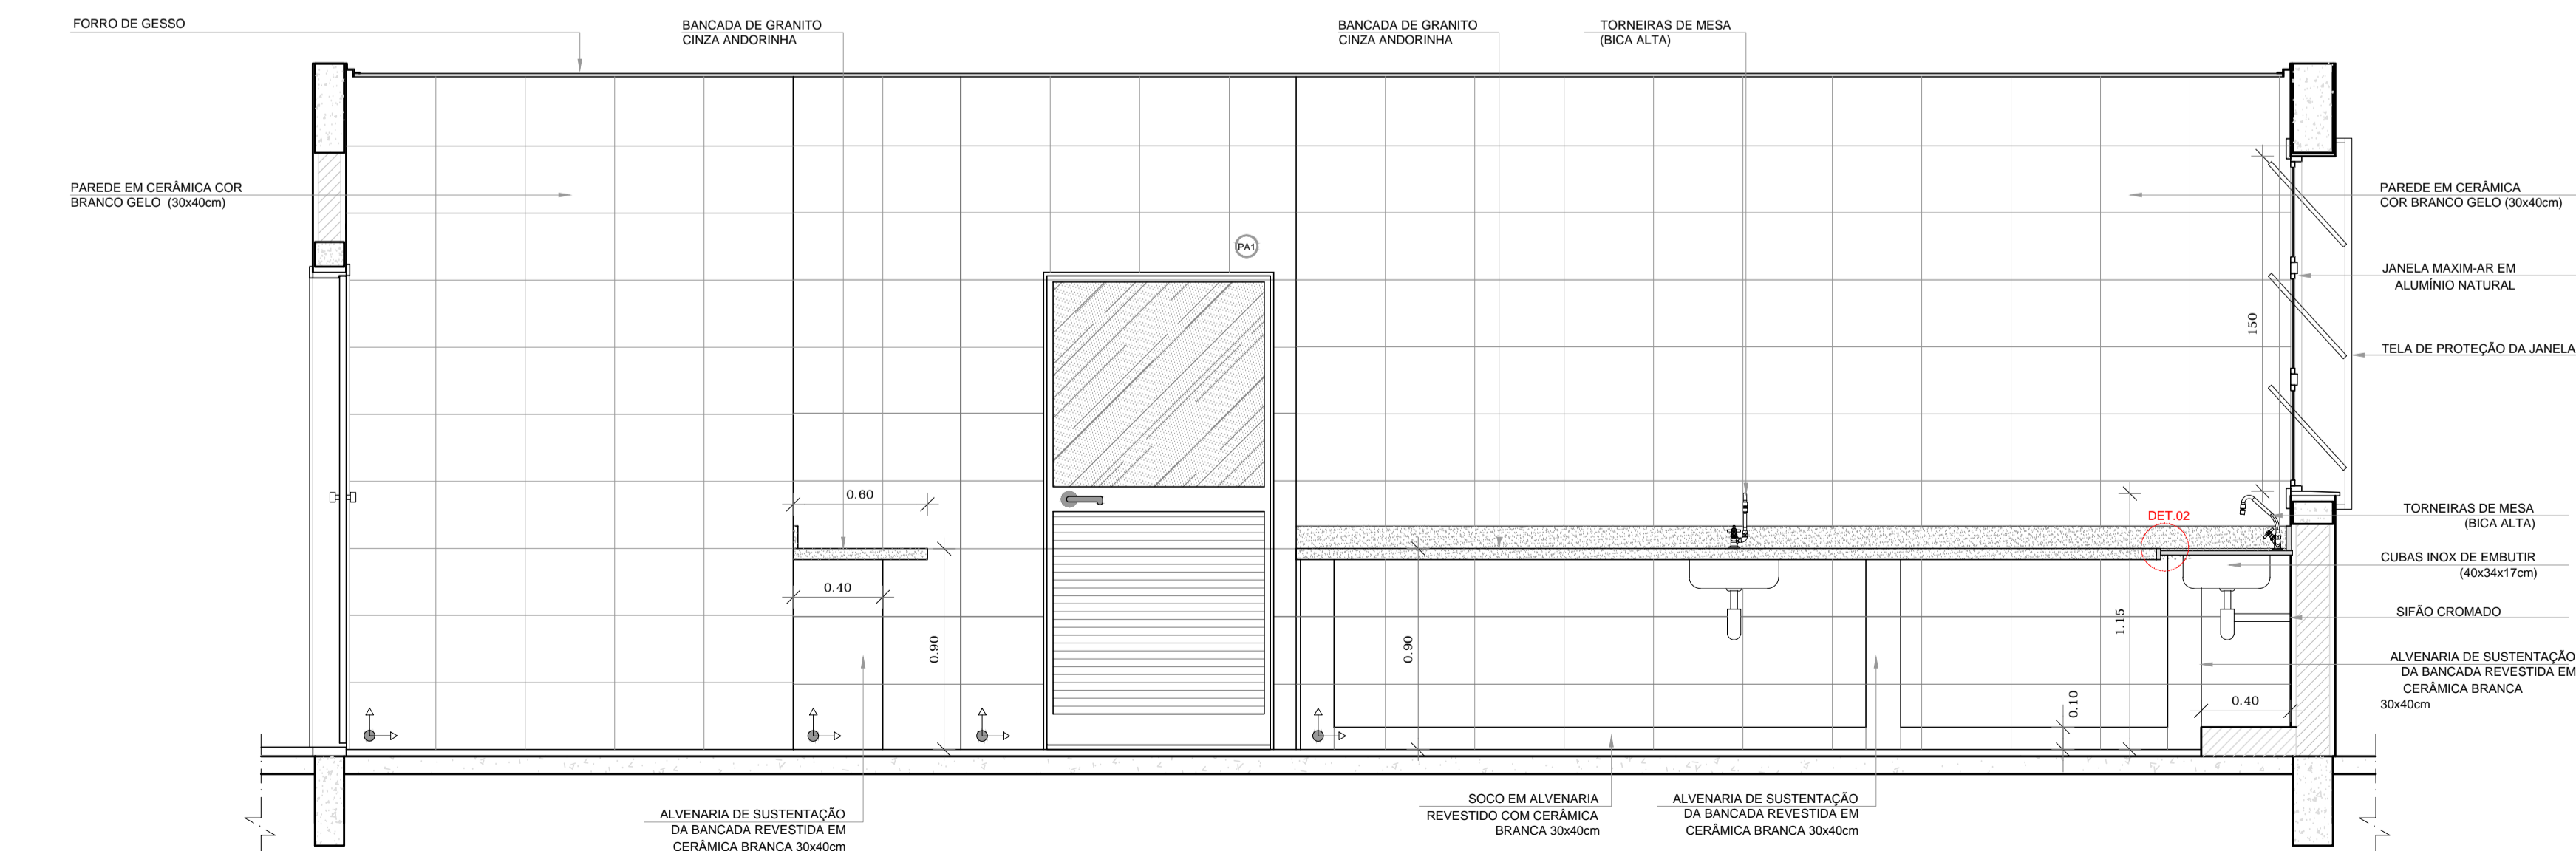 FORRO DE GESSO
BANCADA DE GRANITO
CINZA ANDORINHA
BANCADA DE GRANITO
CINZA ANDORINHA
TORNEIRAS DE MESA
(BICA ALTA)
PAREDE EM CERÂMICA COR
BRANCO GELO (30x40cm)
PAREDE EM CERÂMICA
COR BRANCO GELO (30x40cm)
PA1
JANELA MAXIM-AR EM
ALUMÍNIO NATURAL
150
TELA DE PROTEÇÃO DA JANELA
0.60
DET.02
TORNEIRAS DE MESA
(BICA ALTA)
CUBAS INOX DE EMBUTIR
(40x34x17cm)
0.40
SIFÃO CROMADO
0.90
0.90
1.15
ALVENARIA DE SUSTENTAÇÃO
DA BANCADA REVESTIDA EM
CERÂMICA BRANCA
30x40cm
0.10
0.40
ALVENARIA DE SUSTENTAÇÃO
DA BANCADA REVESTIDA EM
CERÂMICA BRANCA 30x40cm
SOCO EM ALVENARIA
REVESTIDO COM CERÂMICA
BRANCA 30x40cm
ALVENARIA DE SUSTENTAÇÃO
DA BANCADA REVESTIDA EM
CERÂMICA BRANCA 30x40cm